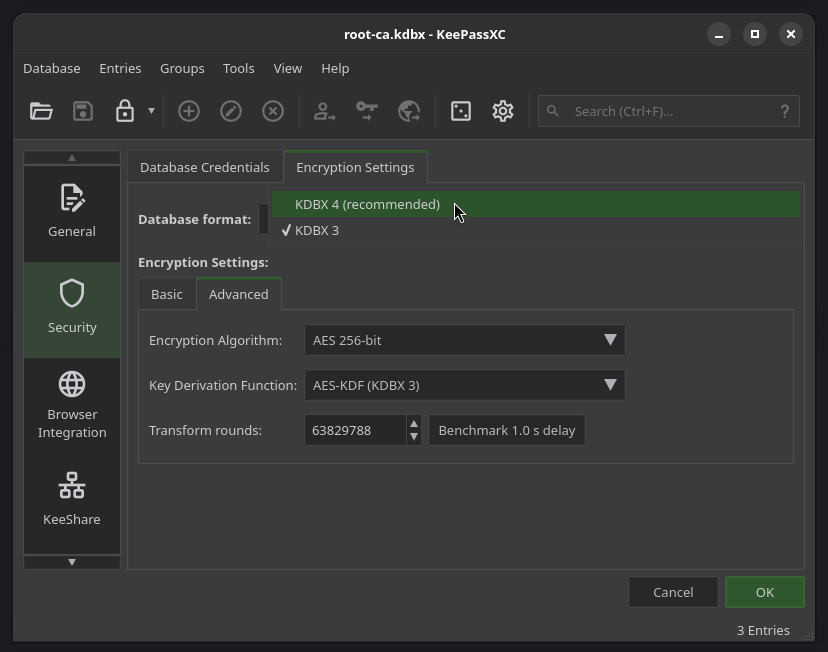 root-ca.kdbx - KeePassXC
Database Entries Groups Tools View Help
Search (Ctrl+F)... ?
General
Security
Browser
Integration
KeeShare
Database Credentials Encryption Settings
Database format:
KDBX 4 (recommended)
✓ KDBX 3
Encryption Settings:
Basic Advanced
Encryption Algorithm: AES 256-bit
Key Derivation Function: AES-KDF (KDBX 3)
Transform rounds: 63829788 Benchmark 1.0 s delay
Cancel OK
3 Entries